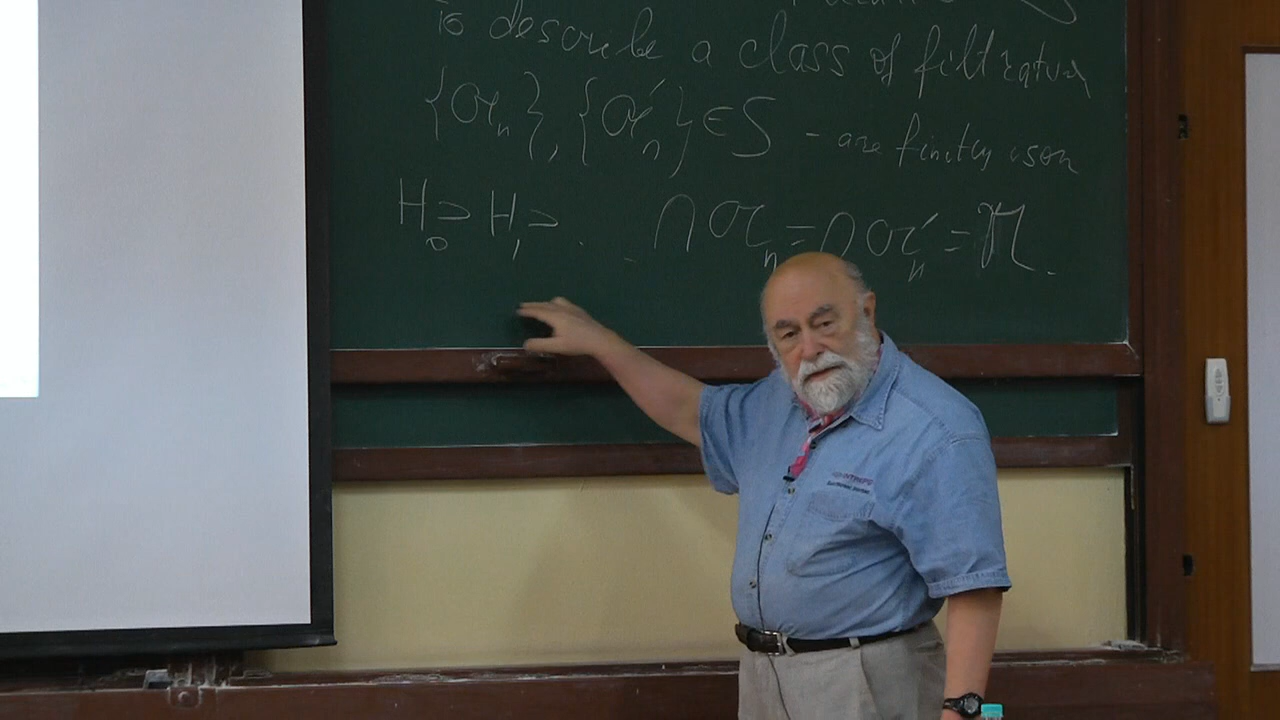 to describe a class of filtration
{𝔄ₙ}, {𝔄′ₙ} ∈ S - are finitely isom
H₀ ⊃ H₁ ⊃ . ∩ 𝔄ₙ = ∩ 𝔄′ₙ = 𝔑.